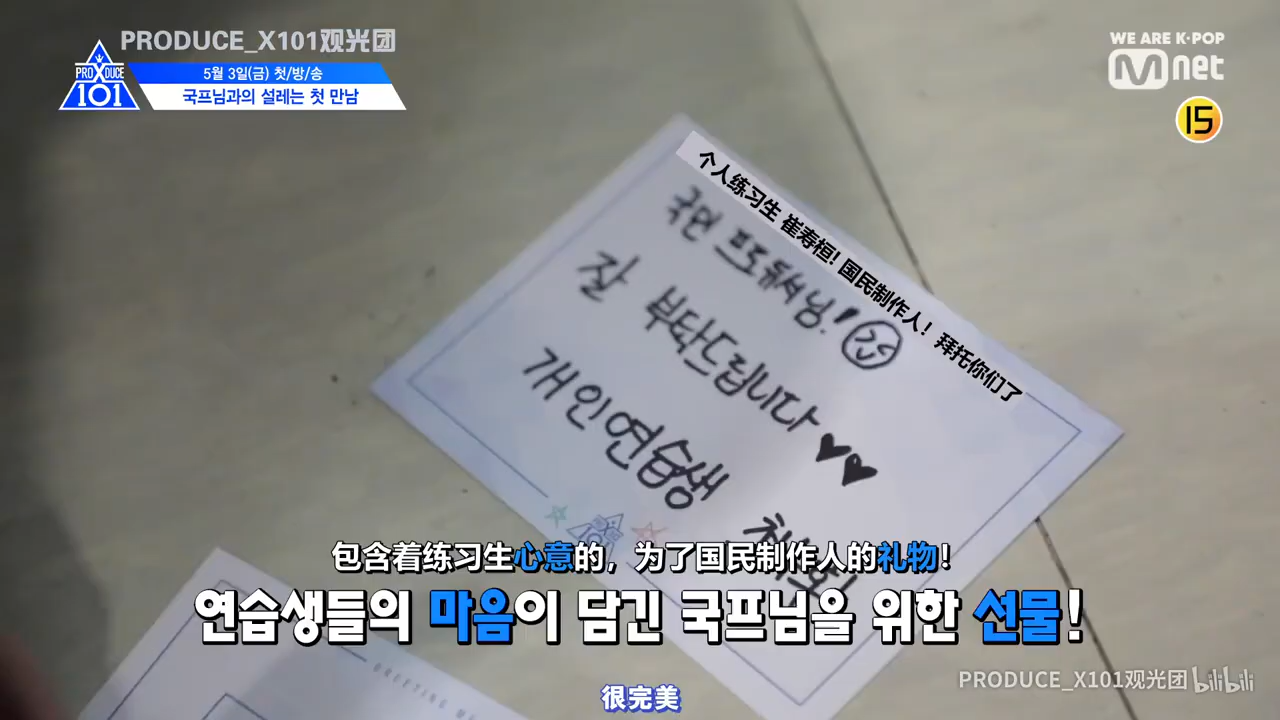 PRODUCE_X101观光团
WE ARE K-POP
Mnet
PRO X DUCE
101
5월 3일(금) 첫/방/송
국프님과의 설레는 첫 만남
15
个人练习生 崔寿桓! 国民制作人! 拜托你们了
국민 프로듀서님!
잘 부탁드립니다 ♥♥
개인연습생
包含着练习生心意的，为了国民制作人的礼物！
연습생들의 마음이 담긴 국프님을 위한 선물!
PRODUCE_X101观光团 bilibili
很完美